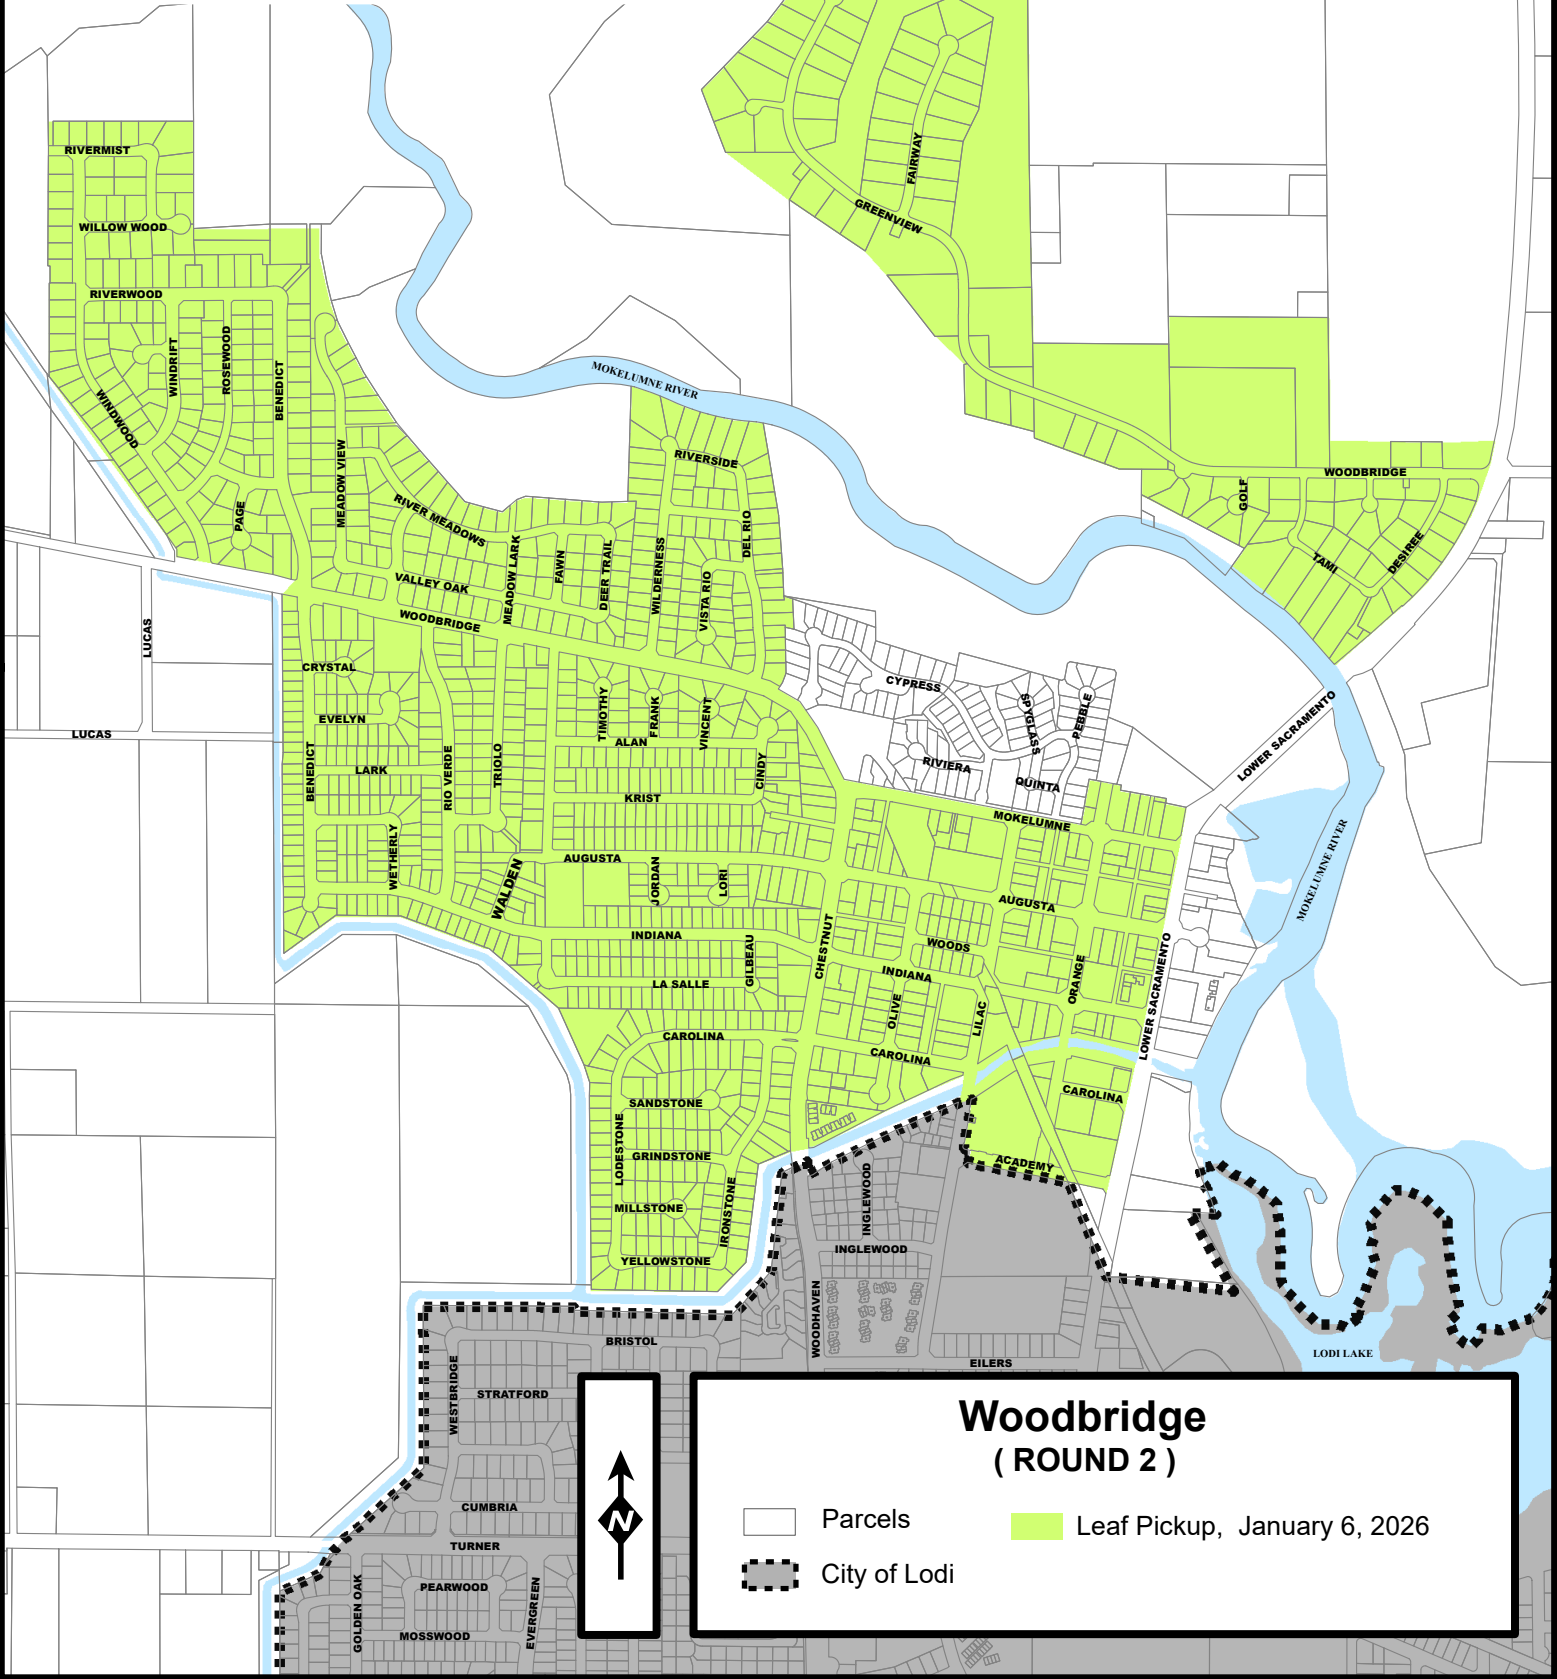 RIVERMIST
WILLOW WOOD
RIVERWOOD
WINDRIFT
ROSEWOOD
BENEDICT
WINDWOOD
PAGE
MEADOW VIEW
RIVER MEADOWS
VALLEY OAK
MEADOW LARK
WOODBRIDGE
FAWN
DEER TRAIL
WILDERNESS
RIVERSIDE
DEL RIO
VISTA RIO
MOKELUMNE RIVER
FAIRWAY
GREENVIEW
WOODBRIDGE
GOLF
TAMI
DESIREE
LUCAS
LUCAS
CRYSTAL
EVELYN
BENEDICT
LARK
RIO VERDE
TRIOLO
WETHERLY
WALDEN
TIMOTHY
FRANK
VINCENT
ALAN
CINDY
KRIST
AUGUSTA
JORDAN
LORI
INDIANA
GILBEAU
LA SALLE
CHESTNUT
CYPRESS
SPYGLASS
PEBBLE
RIVIERA
QUINTA
MOKELUMNE
LOWER SACRAMENTO
MOKELUMNE RIVER
AUGUSTA
WOODS
INDIANA
OLIVE
LILAC
ORANGE
LOWER SACRAMENTO
CAROLINA
CAROLINA
CAROLINA
SANDSTONE
LODESTONE
GRINDSTONE
MILLSTONE
IRONSTONE
YELLOWSTONE
ACADEMY
INGLEWOOD
INGLEWOOD
WOODHAVEN
EILERS
LODI LAKE
BRISTOL
WESTBRIDGE
STRATFORD
CUMBRIA
TURNER
PEARWOOD
GOLDEN OAK
EVERGREEN
MOSSWOOD
N
Woodbridge
( ROUND 2 )
Parcels
Leaf Pickup, January 6, 2026
City of Lodi